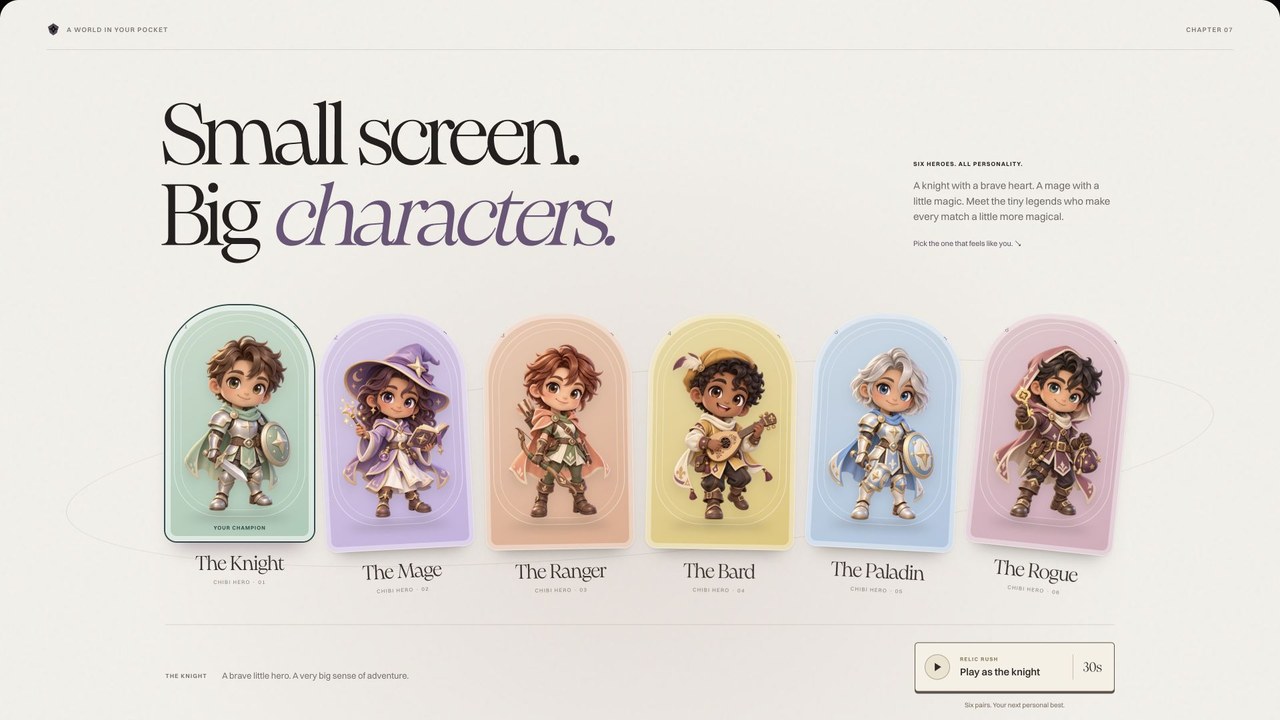 A WORLD IN YOUR POCKET
CHAPTER 07
Small screen.
Big characters.
SIX HEROES. ALL PERSONALITY.
A knight with a brave heart. A mage with a
little magic. Meet the tiny legends who make
every match a little more magical.
Pick the one that feels like you. ↘
YOUR CHAMPION
The Knight
CHIBI HERO · 01
The Mage
CHIBI HERO · 02
The Ranger
CHIBI HERO · 03
The Bard
CHIBI HERO · 04
The Paladin
CHIBI HERO · 05
The Rogue
CHIBI HERO · 06
THE KNIGHT
A brave little hero. A very big sense of adventure.
RELIC RUSH
Play as the knight
30s
Six pairs. Your next personal best.